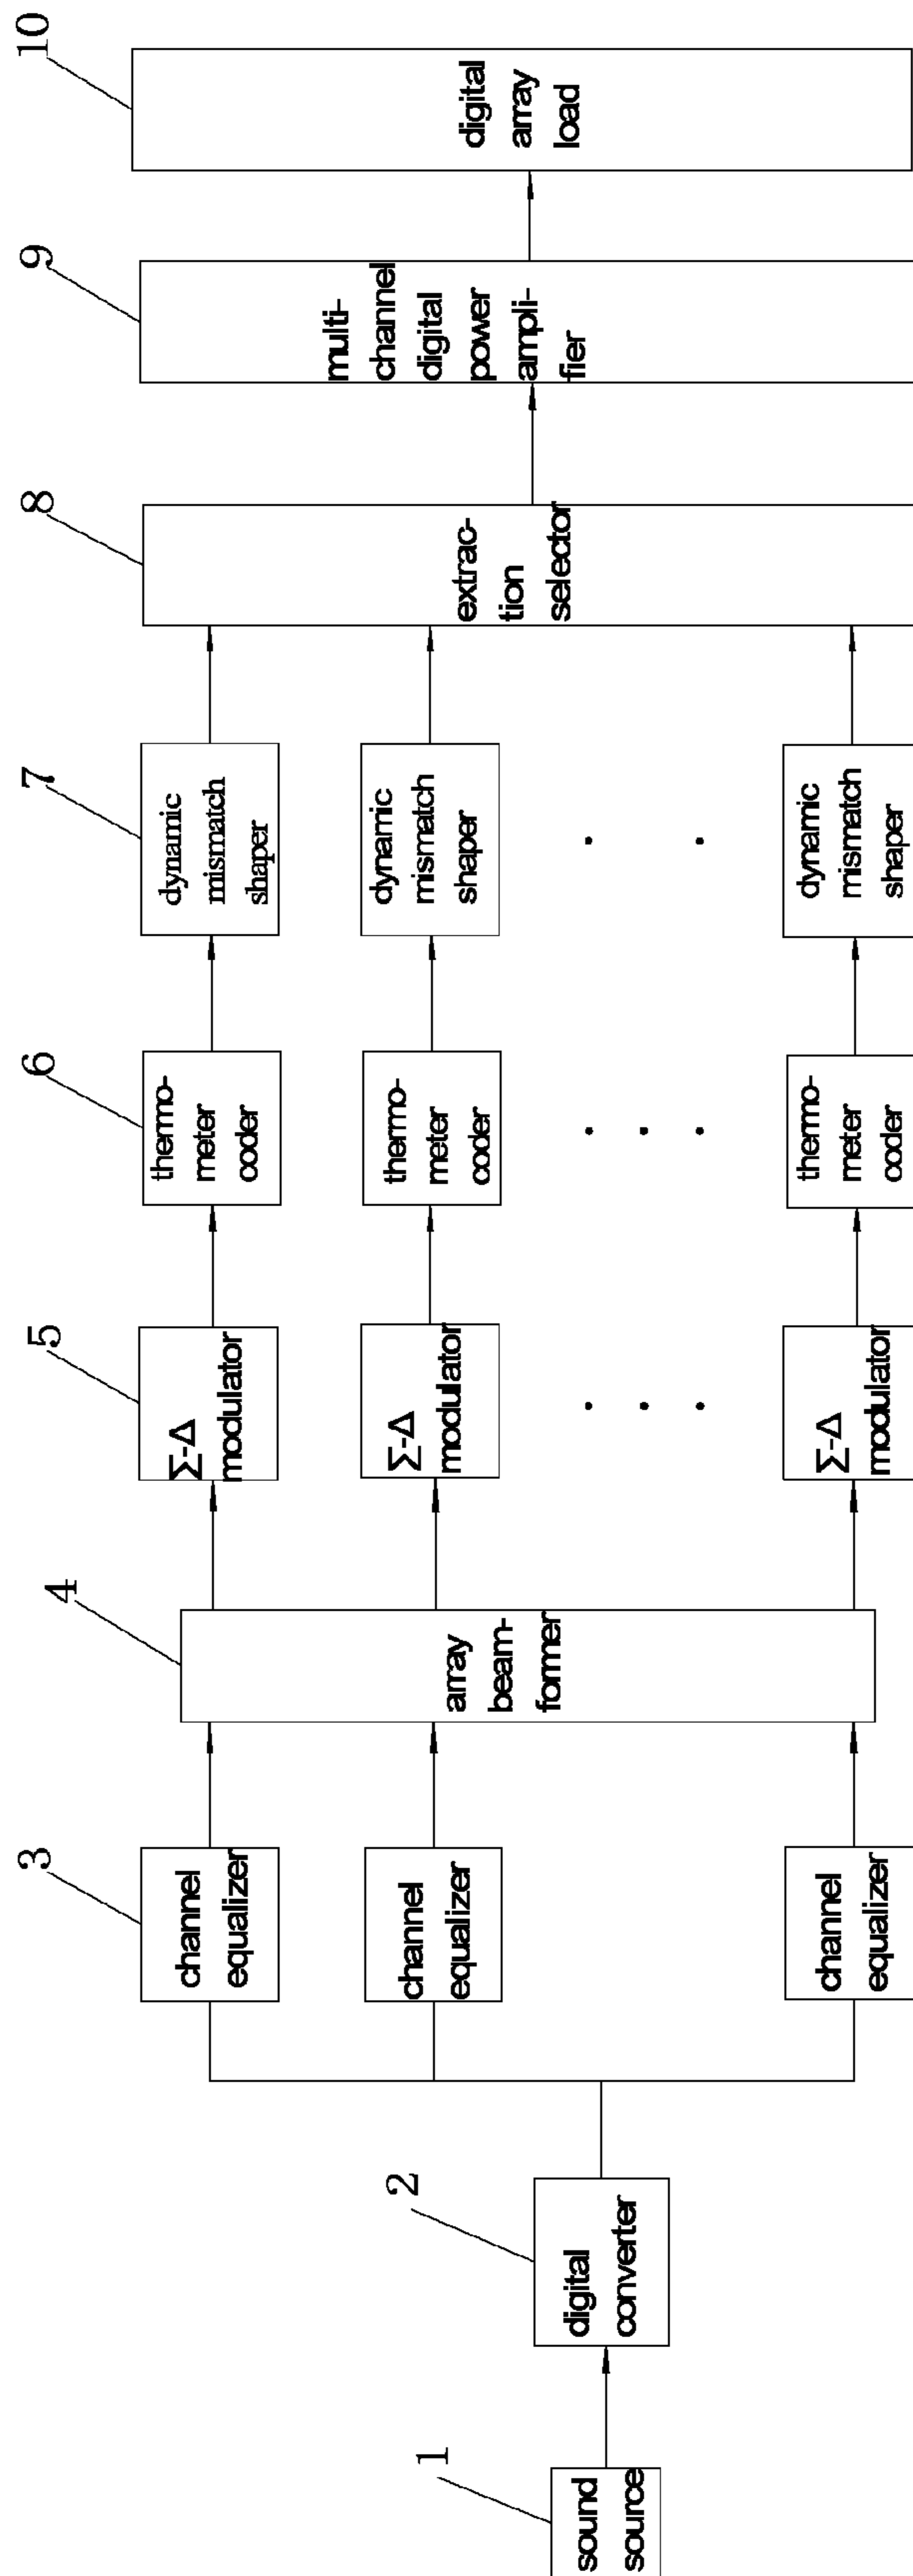 1
sound
source
2
digital
converter
3
channel
equalizer
channel
equalizer
channel
equalizer
4
array
beam-
former
5
Σ-Δ
modulator
Σ-Δ
modulator
Σ-Δ
modulator
6
thermo-
meter
coder
thermo-
meter
coder
thermo-
meter
coder
7
dynamic
mismatch
shaper
dynamic
mismatch
shaper
dynamic
mismatch
shaper
8
extrac-
tion
selector
9
multi-
channel
digital
power
ampli-
fier
10
digital
array
load